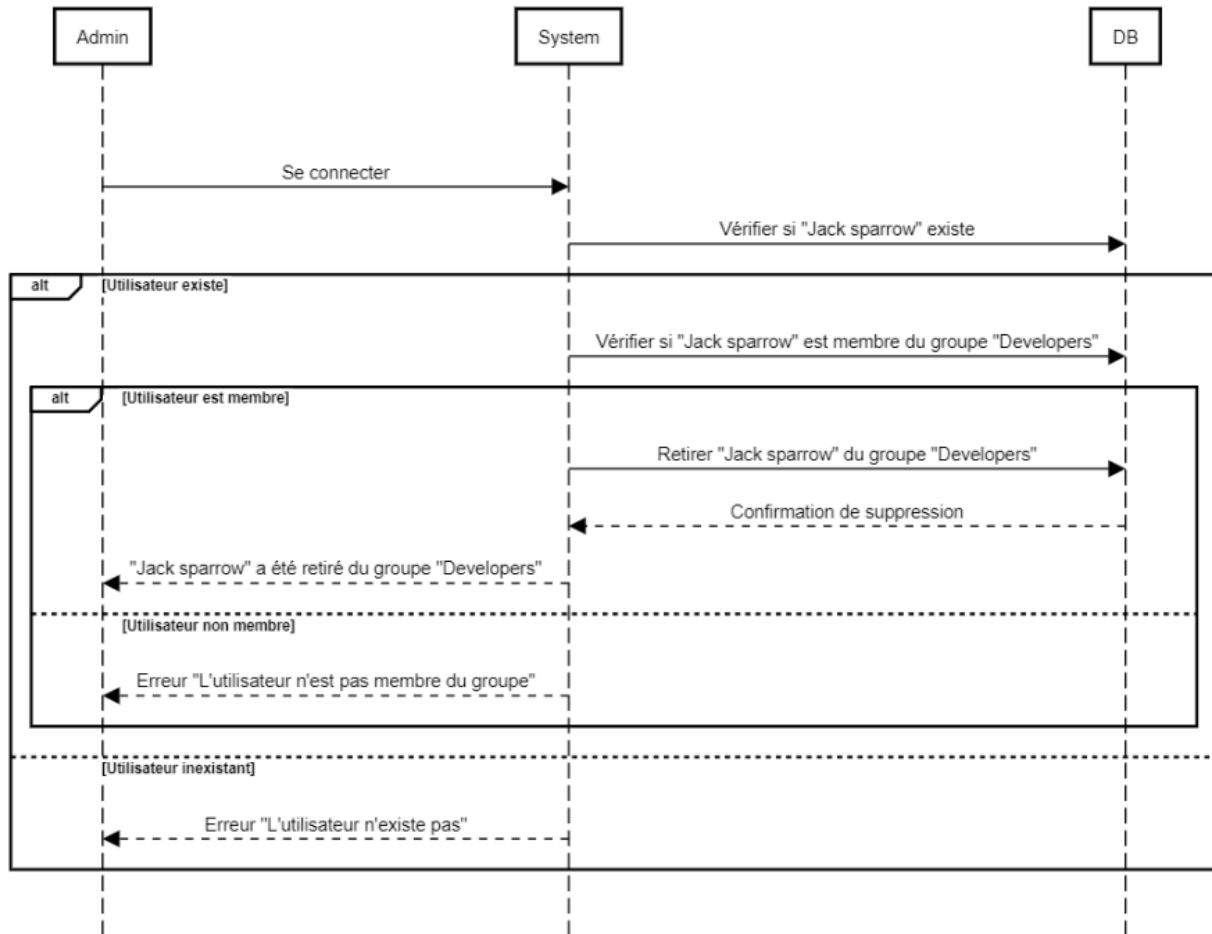 Admin
System
DB
Se connecter
Vérifier si "Jack sparrow" existe
alt
[Utilisateur existe]
Vérifier si "Jack sparrow" est membre du groupe "Developers"
alt
[Utilisateur est membre]
Retirer "Jack sparrow" du groupe "Developers"
Confirmation de suppression
"Jack sparrow" a été retiré du groupe "Developers"
[Utilisateur non membre]
Erreur "L'utilisateur n'est pas membre du groupe"
[Utilisateur inexistant]
Erreur "L'utilisateur n'existe pas"